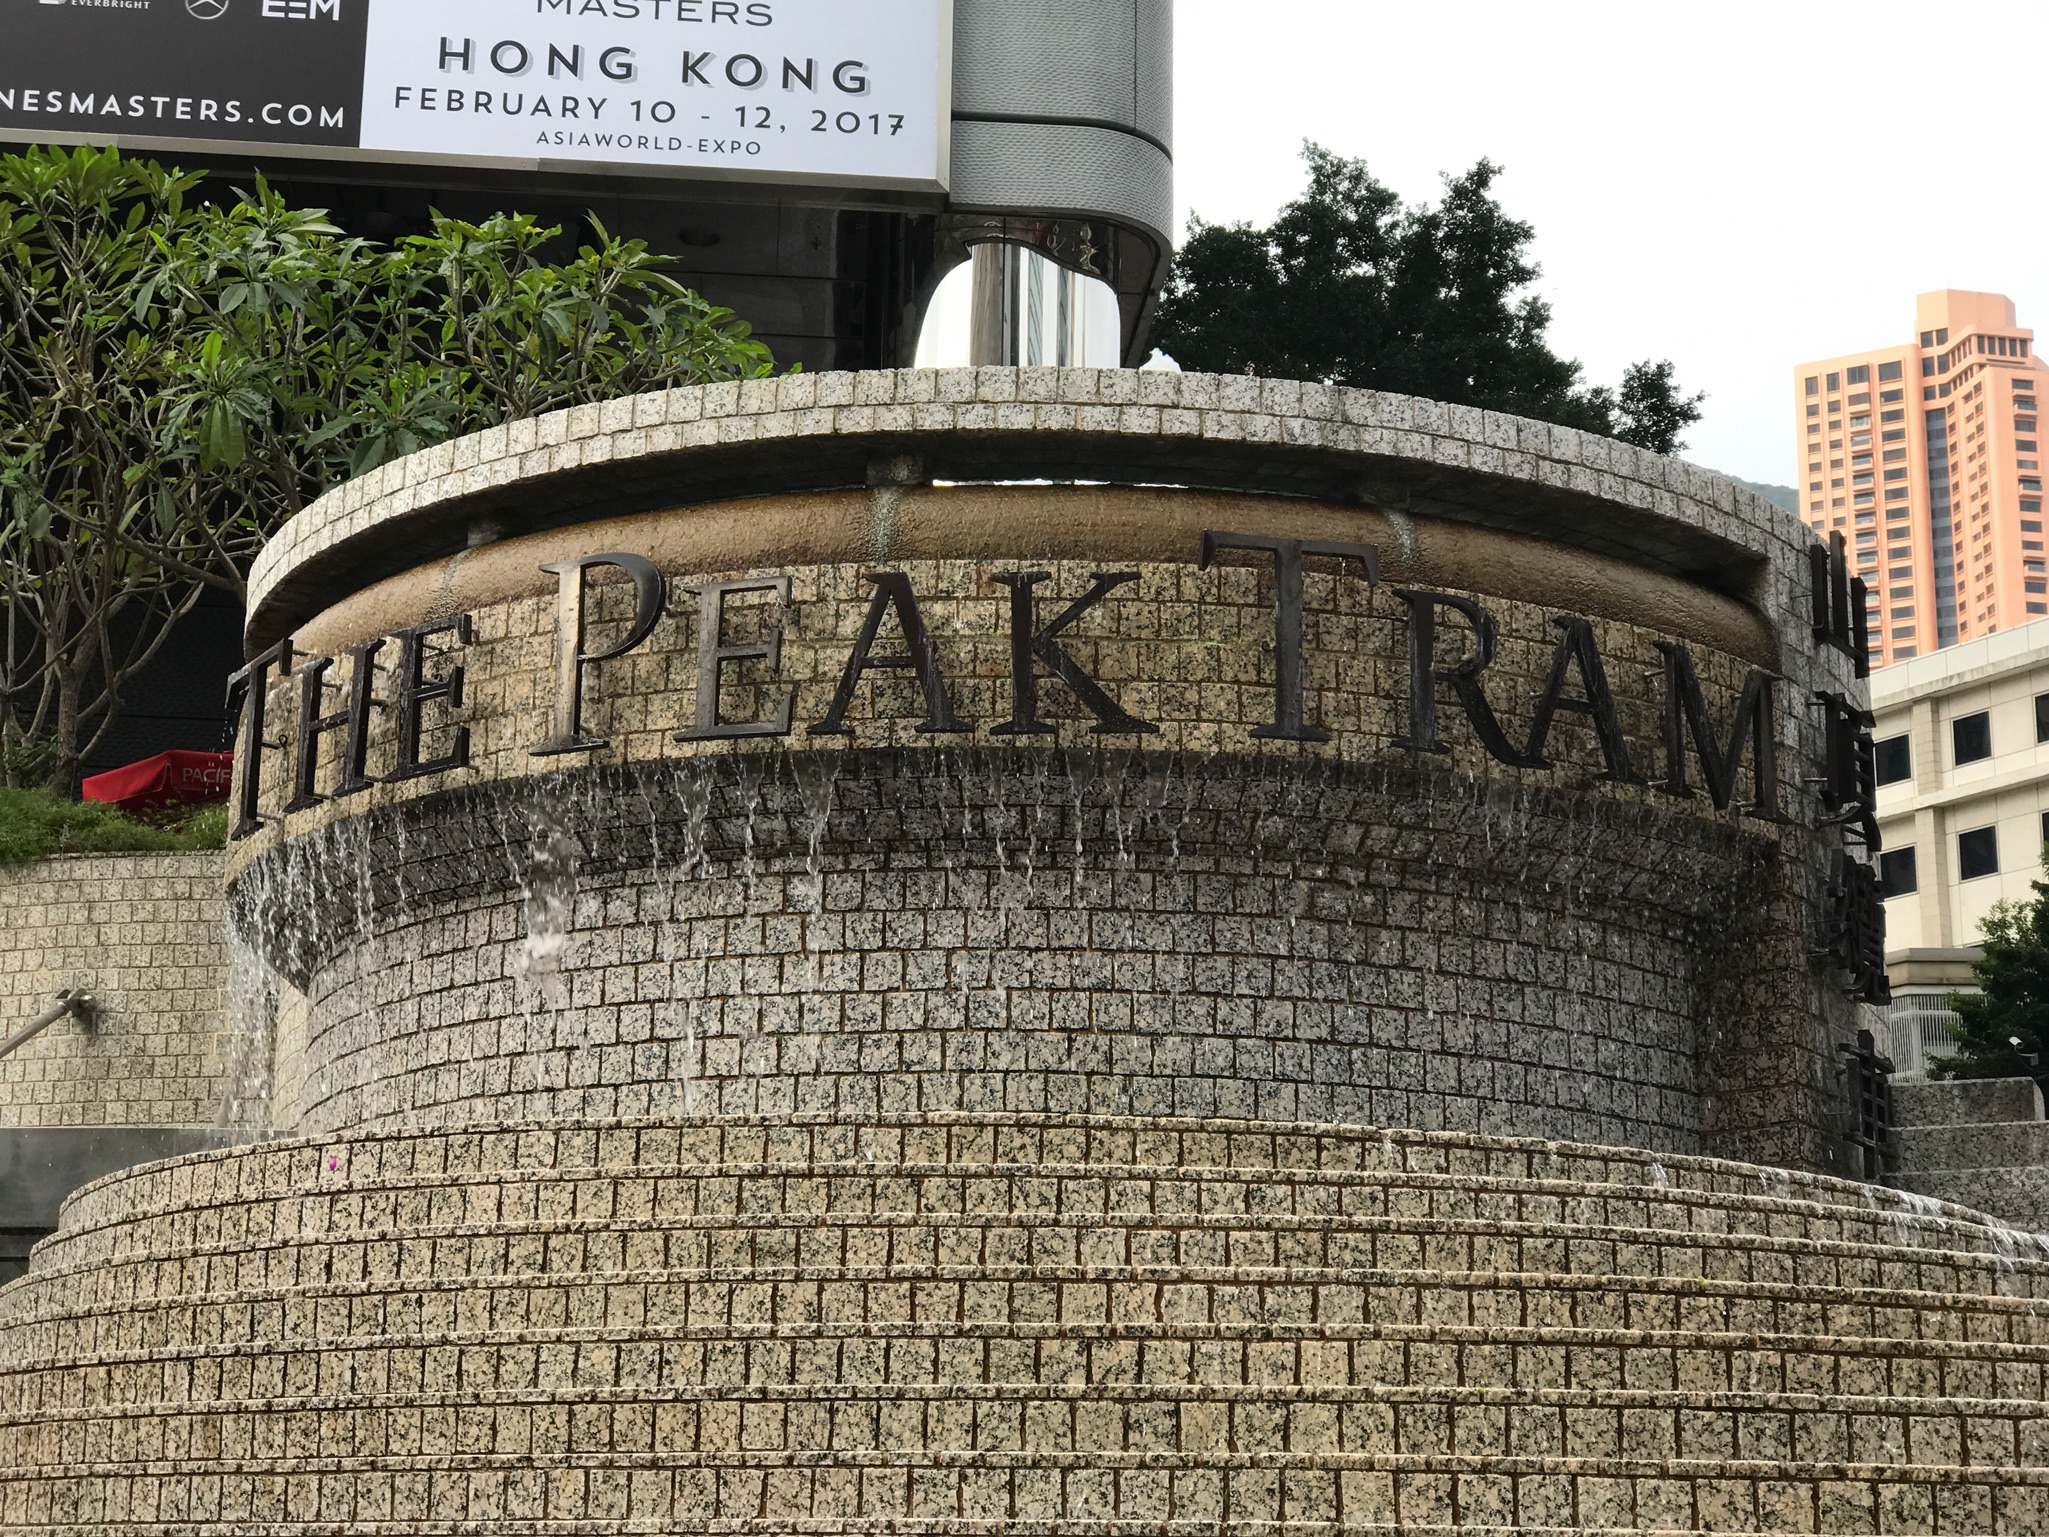 EVERBRIGHT
EEM
NESMASTERS.COM
MASTERS
HONG KONG
FEBRUARY 10 - 12, 2017
ASIAWORLD-EXPO
THE PEAK TRAM
PACIF
山
頂
纜
車